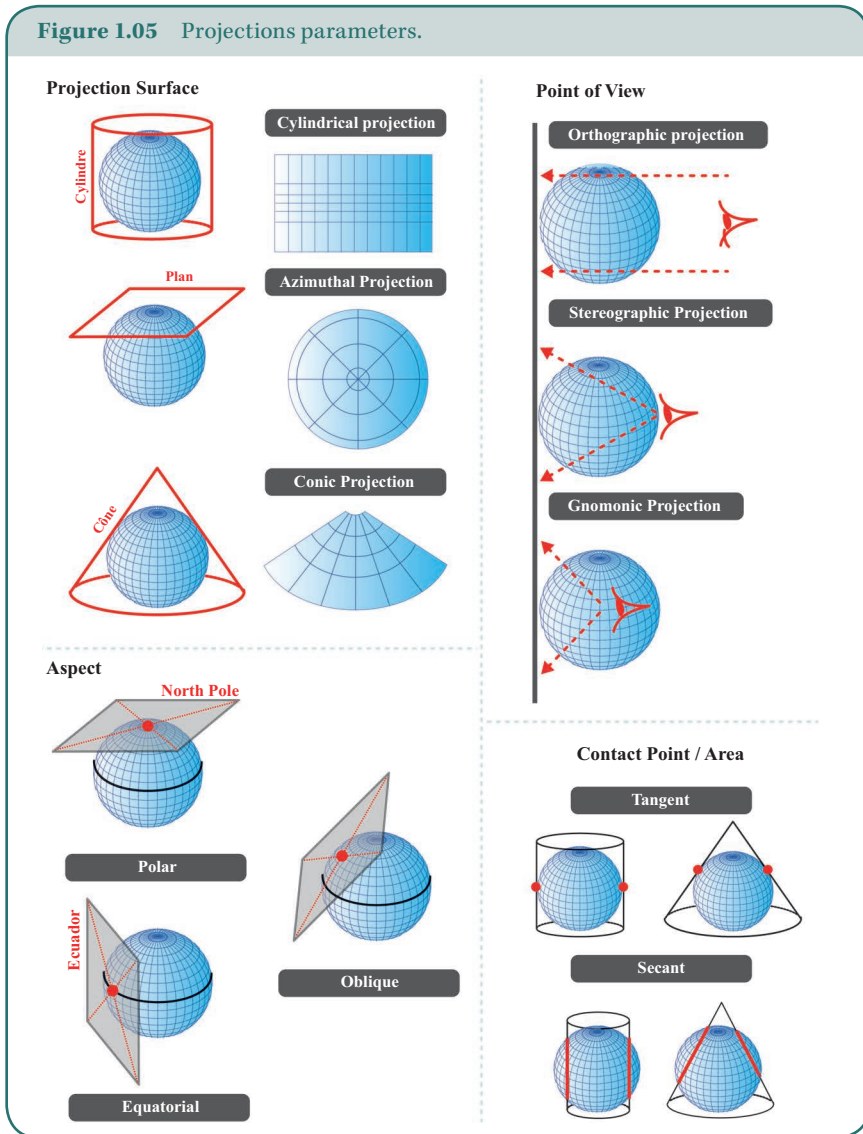 Figure 1.05 Projections parameters.
Projection Surface
Cylindre
Cylindrical projection
Plan
Azimuthal Projection
Cône
Conic Projection
Point of View
Orthographic projection
Stereographic Projection
Gnomonic Projection
Aspect
North Pole
Polar
Oblique
Ecuador
Equatorial
Contact Point / Area
Tangent
Secant